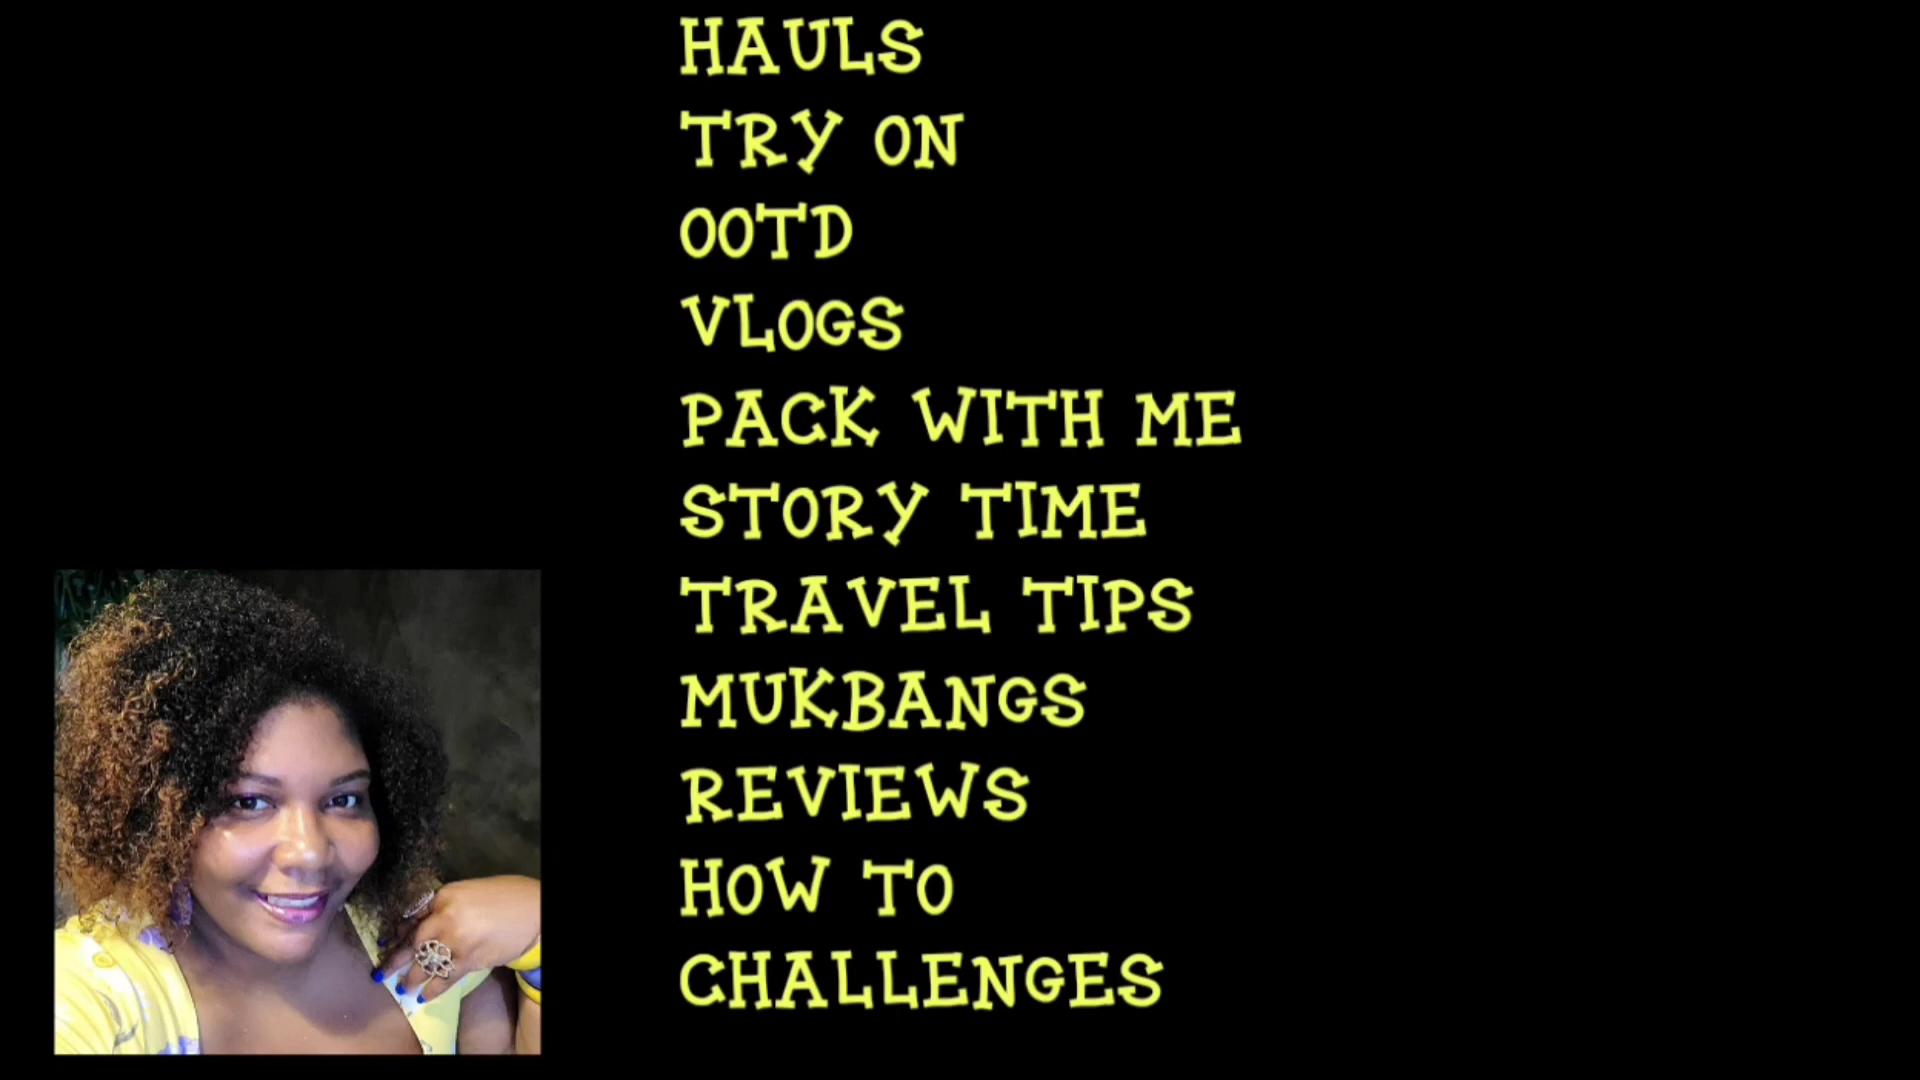 HAULS
TRY ON
OOTD
VLOGS
PACK WITH ME
STORY TIME
TRAVEL TIPS
MUKBANGS
REVIEWS
HOW TO
CHALLENGES